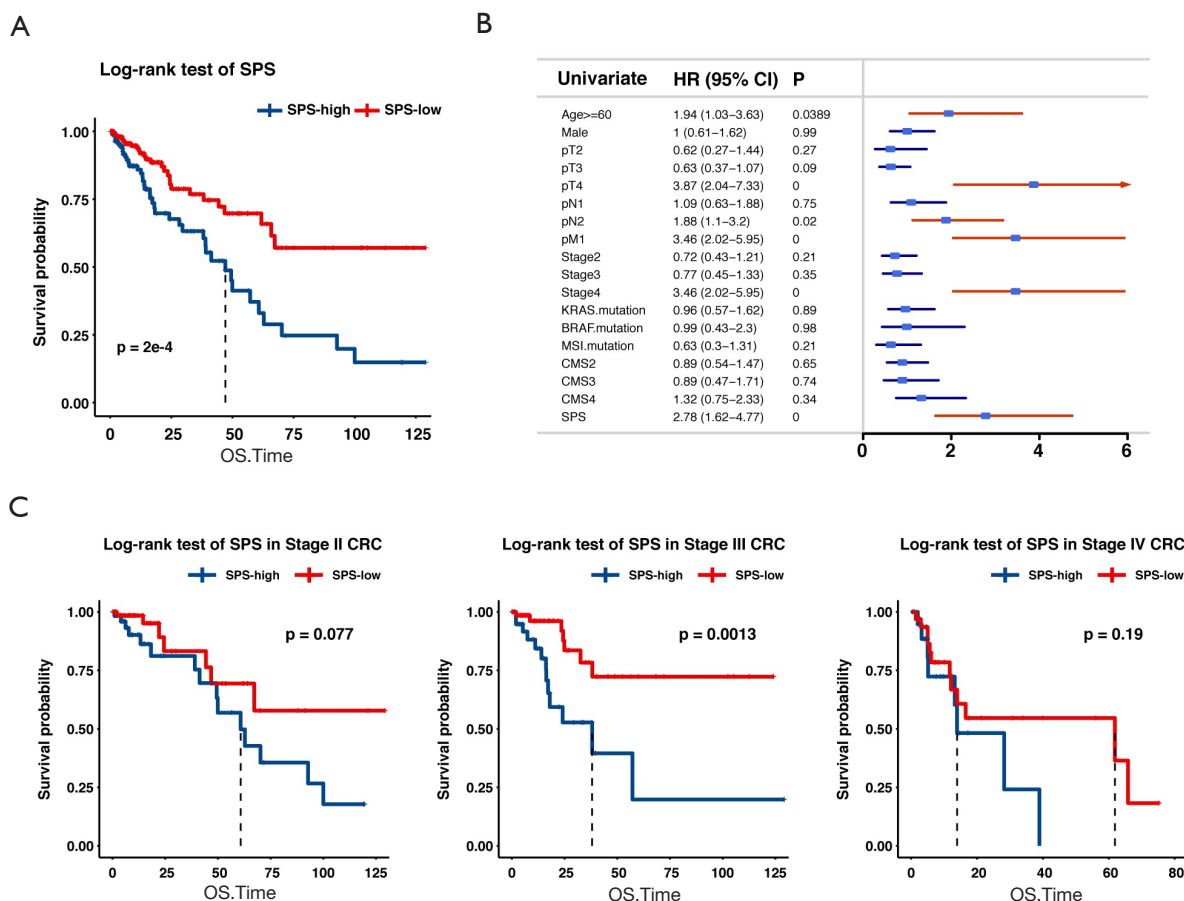 A
Log-rank test of SPS
SPS-high SPS-low
Survival probability
1.00
0.75
0.50
0.25
0.00
p = 2e-4
0 25 50 75 100 125
OS.Time
B
Univariate HR (95% CI) P
Age>=60 1.94 (1.03–3.63) 0.0389
Male 1 (0.61–1.62) 0.99
pT2 0.62 (0.27–1.44) 0.27
pT3 0.63 (0.37–1.07) 0.09
pT4 3.87 (2.04–7.33) 0
pN1 1.09 (0.63–1.88) 0.75
pN2 1.88 (1.1–3.2) 0.02
pM1 3.46 (2.02–5.95) 0
Stage2 0.72 (0.43–1.21) 0.21
Stage3 0.77 (0.45–1.33) 0.35
Stage4 3.46 (2.02–5.95) 0
KRAS.mutation 0.96 (0.57–1.62) 0.89
BRAF.mutation 0.99 (0.43–2.3) 0.98
MSI.mutation 0.63 (0.3–1.31) 0.21
CMS2 0.89 (0.54–1.47) 0.65
CMS3 0.89 (0.47–1.71) 0.74
CMS4 1.32 (0.75–2.33) 0.34
SPS 2.78 (1.62–4.77) 0
0 2 4 6
C
Log-rank test of SPS in Stage II CRC
SPS-high SPS-low
Survival probability
1.00
0.75
0.50
0.25
0.00
p = 0.077
0 25 50 75 100 125
OS.Time
Log-rank test of SPS in Stage III CRC
SPS-high SPS-low
Survival probability
1.00
0.75
0.50
0.25
0.00
p = 0.0013
0 25 50 75 100 125
OS.Time
Log-rank test of SPS in Stage IV CRC
SPS-high SPS-low
Survival probability
1.00
0.75
0.50
0.25
0.00
p = 0.19
0 20 40 60 80
OS.Time